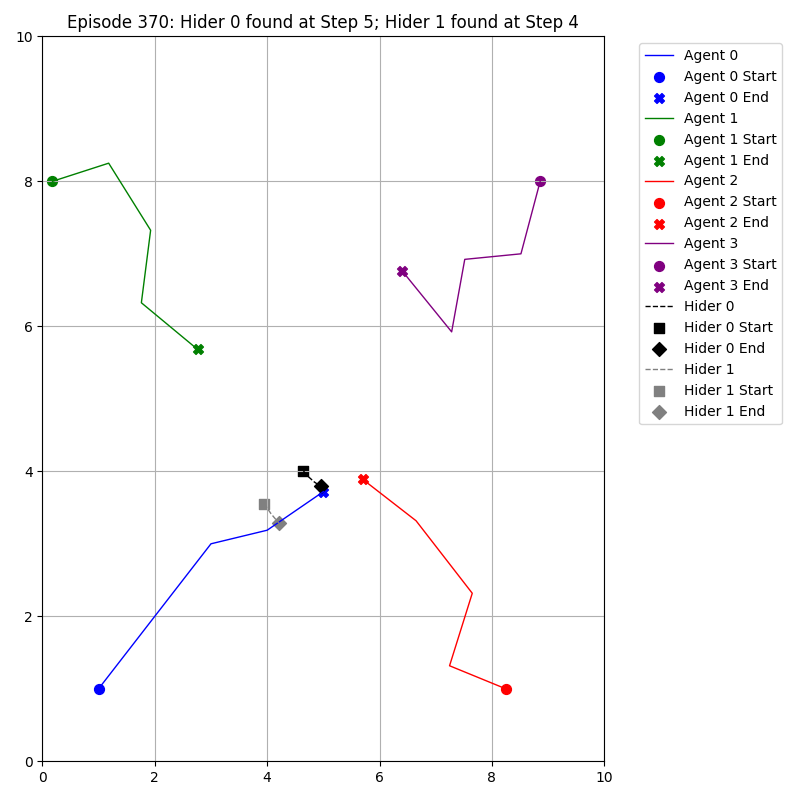 Episode 370: Hider 0 found at Step 5; Hider 1 found at Step 4
10
8
6
4
2
0
0 2 4 6 8 10
Agent 0
Agent 0 Start
Agent 0 End
Agent 1
Agent 1 Start
Agent 1 End
Agent 2
Agent 2 Start
Agent 2 End
Agent 3
Agent 3 Start
Agent 3 End
Hider 0
Hider 0 Start
Hider 0 End
Hider 1
Hider 1 Start
Hider 1 End